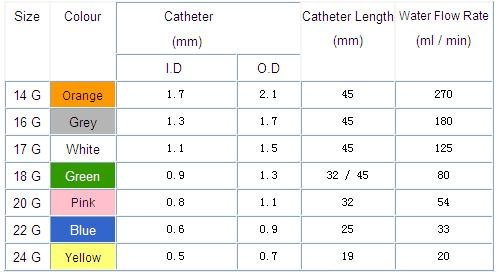 Size Colour Catheter Catheter Length Water Flow Rate
(mm) (mm) (ml / min)
I.D O.D
14 G Orange 1.7 2.1 45 270
16 G Grey 1.3 1.7 45 180
17 G White 1.1 1.5 45 125
18 G Green 0.9 1.3 32 / 45 80
20 G Pink 0.8 1.1 32 54
22 G Blue 0.6 0.9 25 33
24 G Yellow 0.5 0.7 19 20